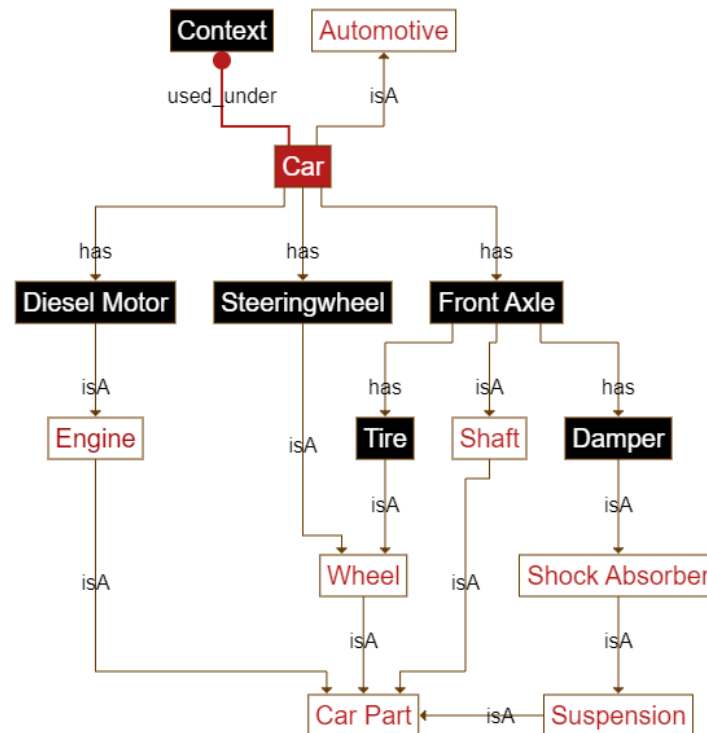 Context
Automotive
used_under
isA
Car
has
has
has
Diesel Motor
Steeringwheel
Front Axle
isA
has
isA
has
Engine
Tire
Shaft
Damper
isA
isA
isA
Wheel
Shock Absorber
isA
isA
isA
isA
Car Part
isA
Suspension